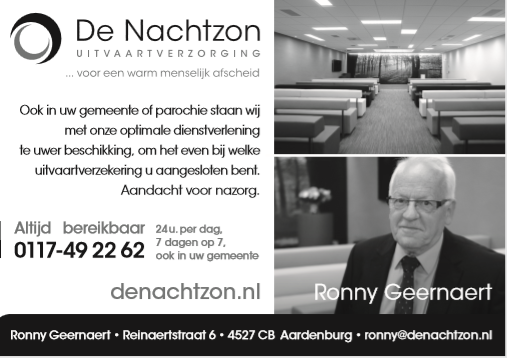 De Nachtzon
UITVAARTVERZORGING
... voor een warm menselijk afscheid
Ook in uw gemeente of parochie staan wij
met onze optimale dienstverlening
te uwer beschikking, om het even bij welke
uitvaartverzekering u aangesloten bent.
Aandacht voor nazorg.
Altijd bereikbaar
0117-49 22 62
24u. per dag,
7 dagen op 7,
ook in uw gemeente
denachtzon.nl
Ronny Geernaert
Ronny Geernaert • Reinaertstraat 6 • 4527 CB Aardenburg • ronny@denachtzon.nl